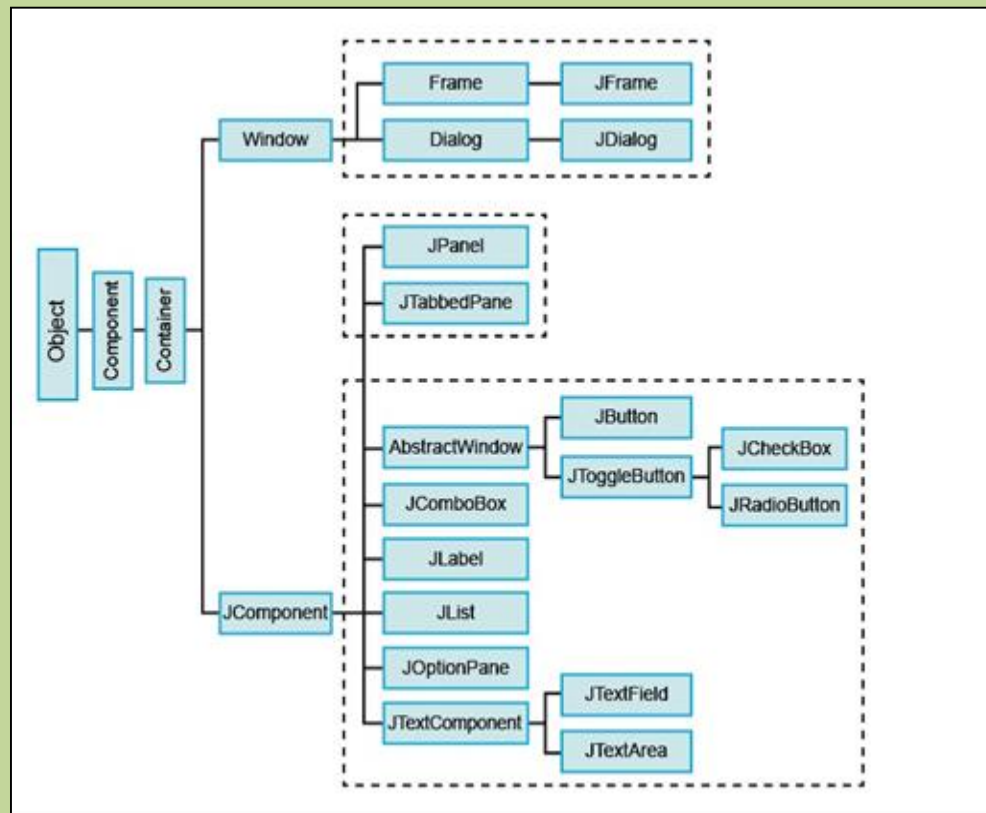 Object
Component
Container
Window
Frame
JFrame
Dialog
JDialog
JPanel
JTabbedPane
JComponent
AbstractWindow
JButton
JToggleButton
JCheckBox
JRadioButton
JComboBox
JLabel
JList
JOptionPane
JTextComponent
JTextField
JTextArea